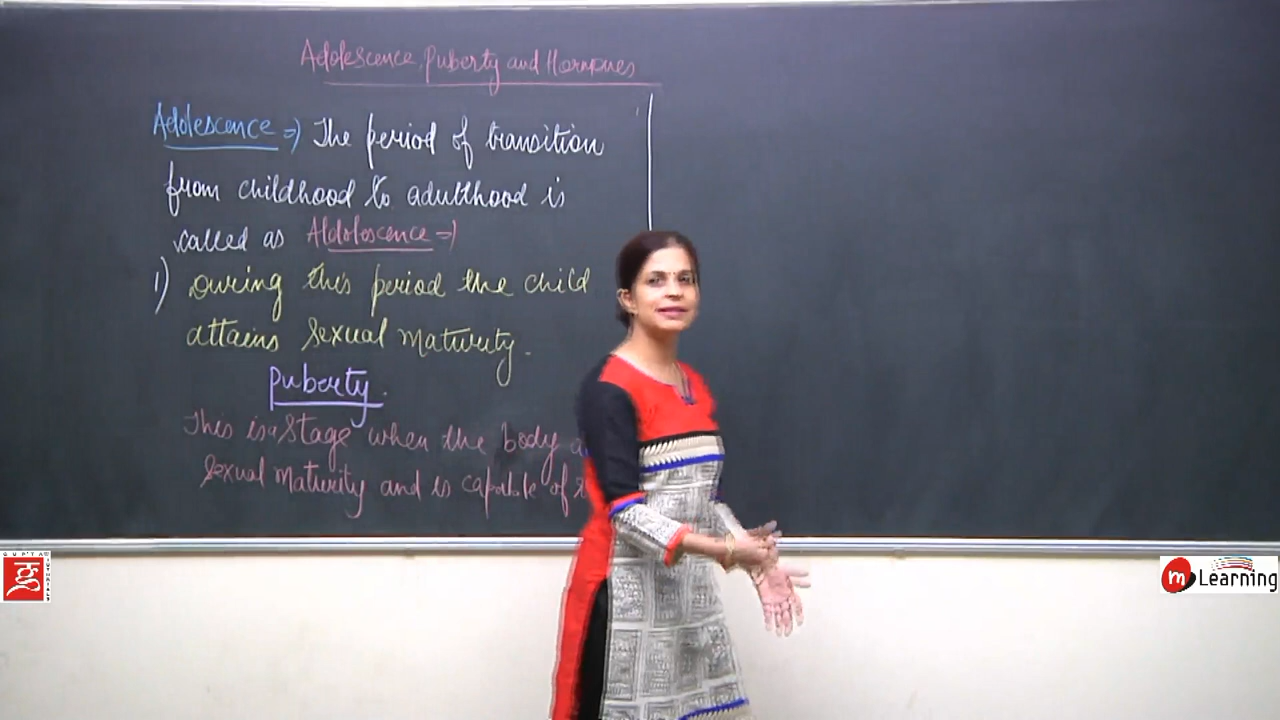 Adolescence, Puberty and Hormones
Adolescence => The period of transition
from childhood to adulthood is
called as Aldoloscence =>
1) During this period the child
attains sexual maturity.
Puberty.
This is a stage when the body
sexual maturity and is capable of
GUPTA
mLearning